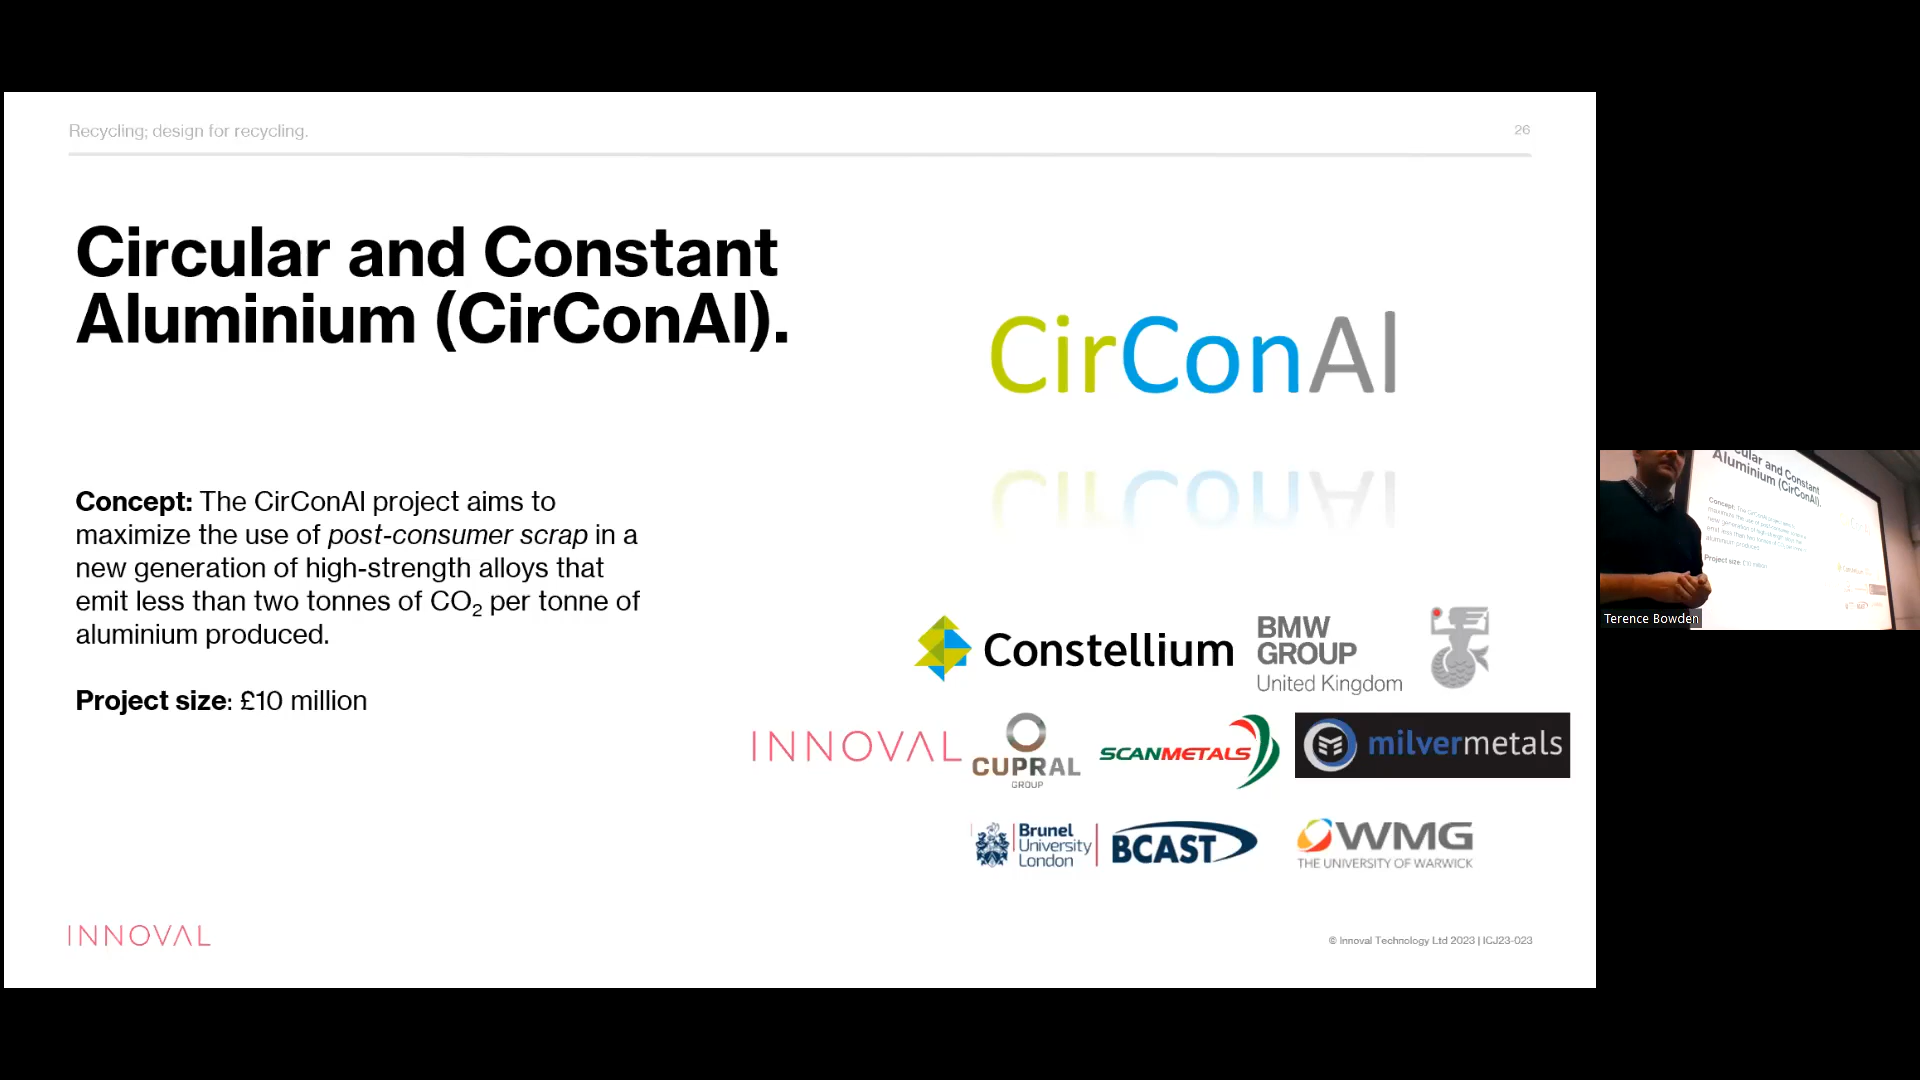 Recycling; design for recycling.
26
Circular and Constant
Aluminium (CirConAl).
CirConAl
Concept: The CirConAl project aims to
maximize the use of post-consumer scrap in a
new generation of high-strength alloys that
emit less than two tonnes of CO₂ per tonne of
aluminium produced.
Project size: £10 million
Constellium
BMW
GROUP
United Kingdom
INNOVAL
CUPRAL
GROUP
SCANMETALS
milvermetals
Brunel
University
London
BCAST
WMG
THE UNIVERSITY OF WARWICK
INNOVAL
© Innoval Technology Ltd 2023 | ICJ23-023
Aluminium (CirConAl).
Terence Bowden